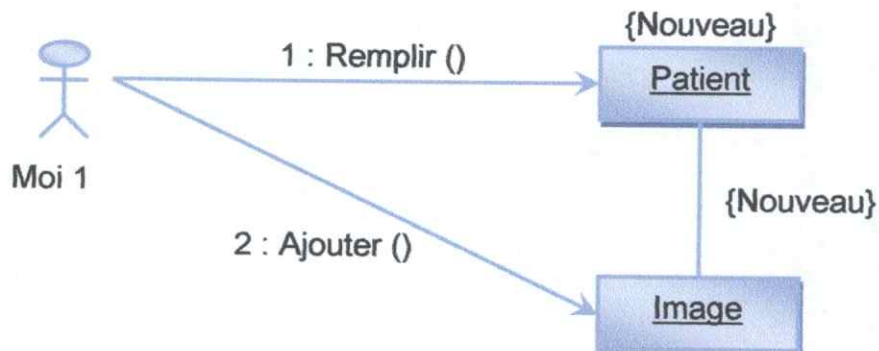 {Nouveau}
1 : Remplir ()
Patient
Moi 1
{Nouveau}
2 : Ajouter ()
Image